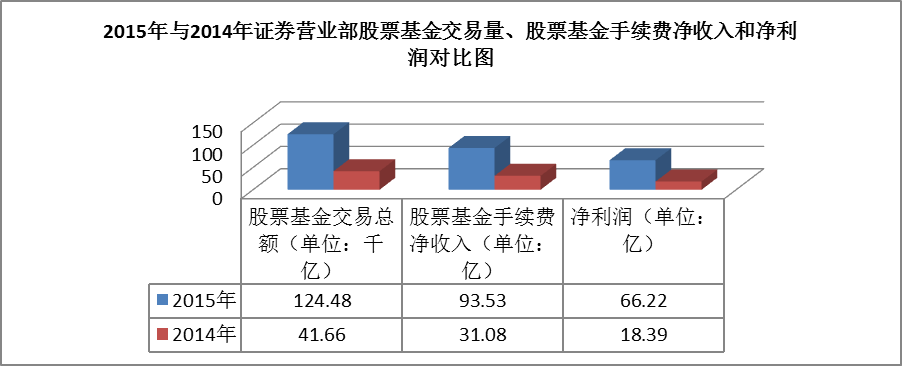 2015年与2014年证券营业部股票基金交易量、股票基金手续费净收入和净利
润对比图
150
100
50
0
股票基金交易总
额（单位：千
亿）
股票基金手续费
净收入（单位：
亿）
净利润（单位：
亿）
2015年 124.48 93.53 66.22
2014年 41.66 31.08 18.39